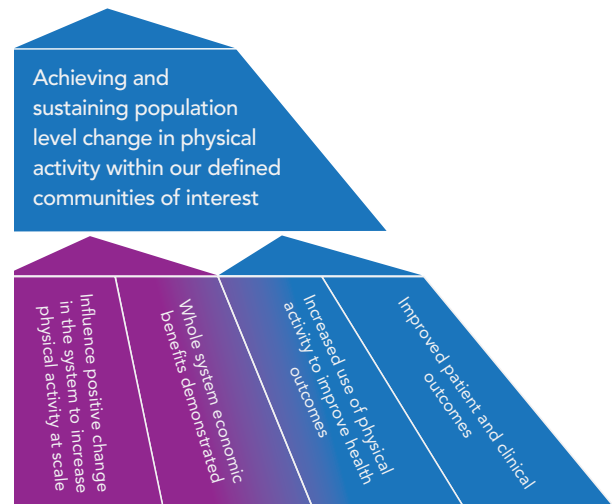 Achieving and
sustaining population
level change in physical
activity within our defined
communities of interest
Influence positive change
in the system to increase
physical activity at scale
Whole system economic
benefits demonstrated
Increased use of physical
activity to improve health
outcomes
Improved patient and clinical
outcomes